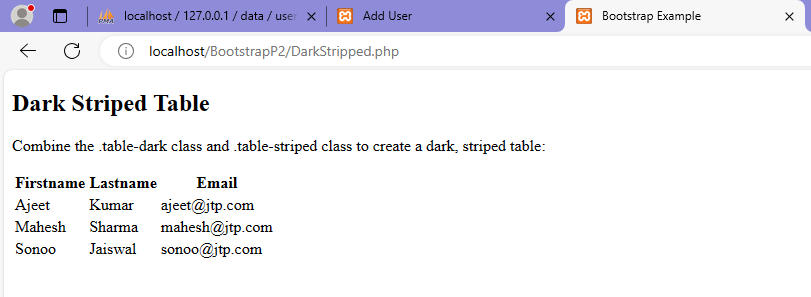 localhost / 127.0.0.1 / data / user
Add User
Bootstrap Example
localhost/BootstrapP2/DarkStripped.php
Dark Striped Table
Combine the .table-dark class and .table-striped class to create a dark, striped table:
Firstname Lastname Email
Ajeet Kumar ajeet@jtp.com
Mahesh Sharma mahesh@jtp.com
Sonoo Jaiswal sonoo@jtp.com